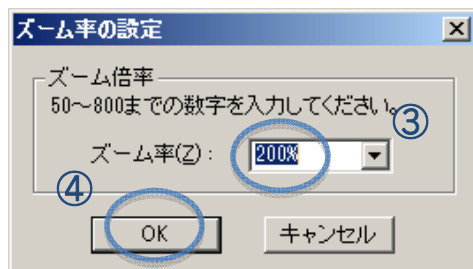 ズーム率の設定
ズーム倍率
50～800までの数字を入力してください。
③
ズーム率(Z)： 200%
④
OK キャンセル